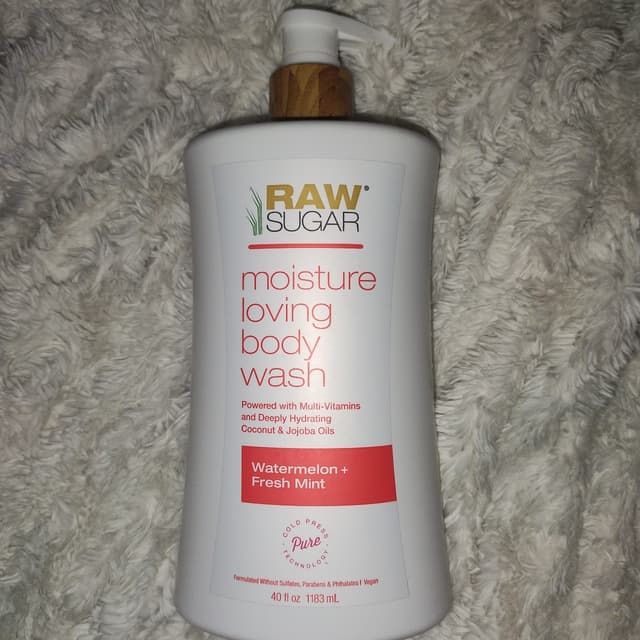 RAW®
SUGAR
moisture
loving
body
wash
Powered with Multi-Vitamins
and Deeply Hydrating
Coconut & Jojoba Oils
Watermelon +
Fresh Mint
COLD PRESS
Pure
TECHNOLOGY
Formulated Without Sulfates, Parabens & Phthalates | Vegan
40 fl oz 1183 mL